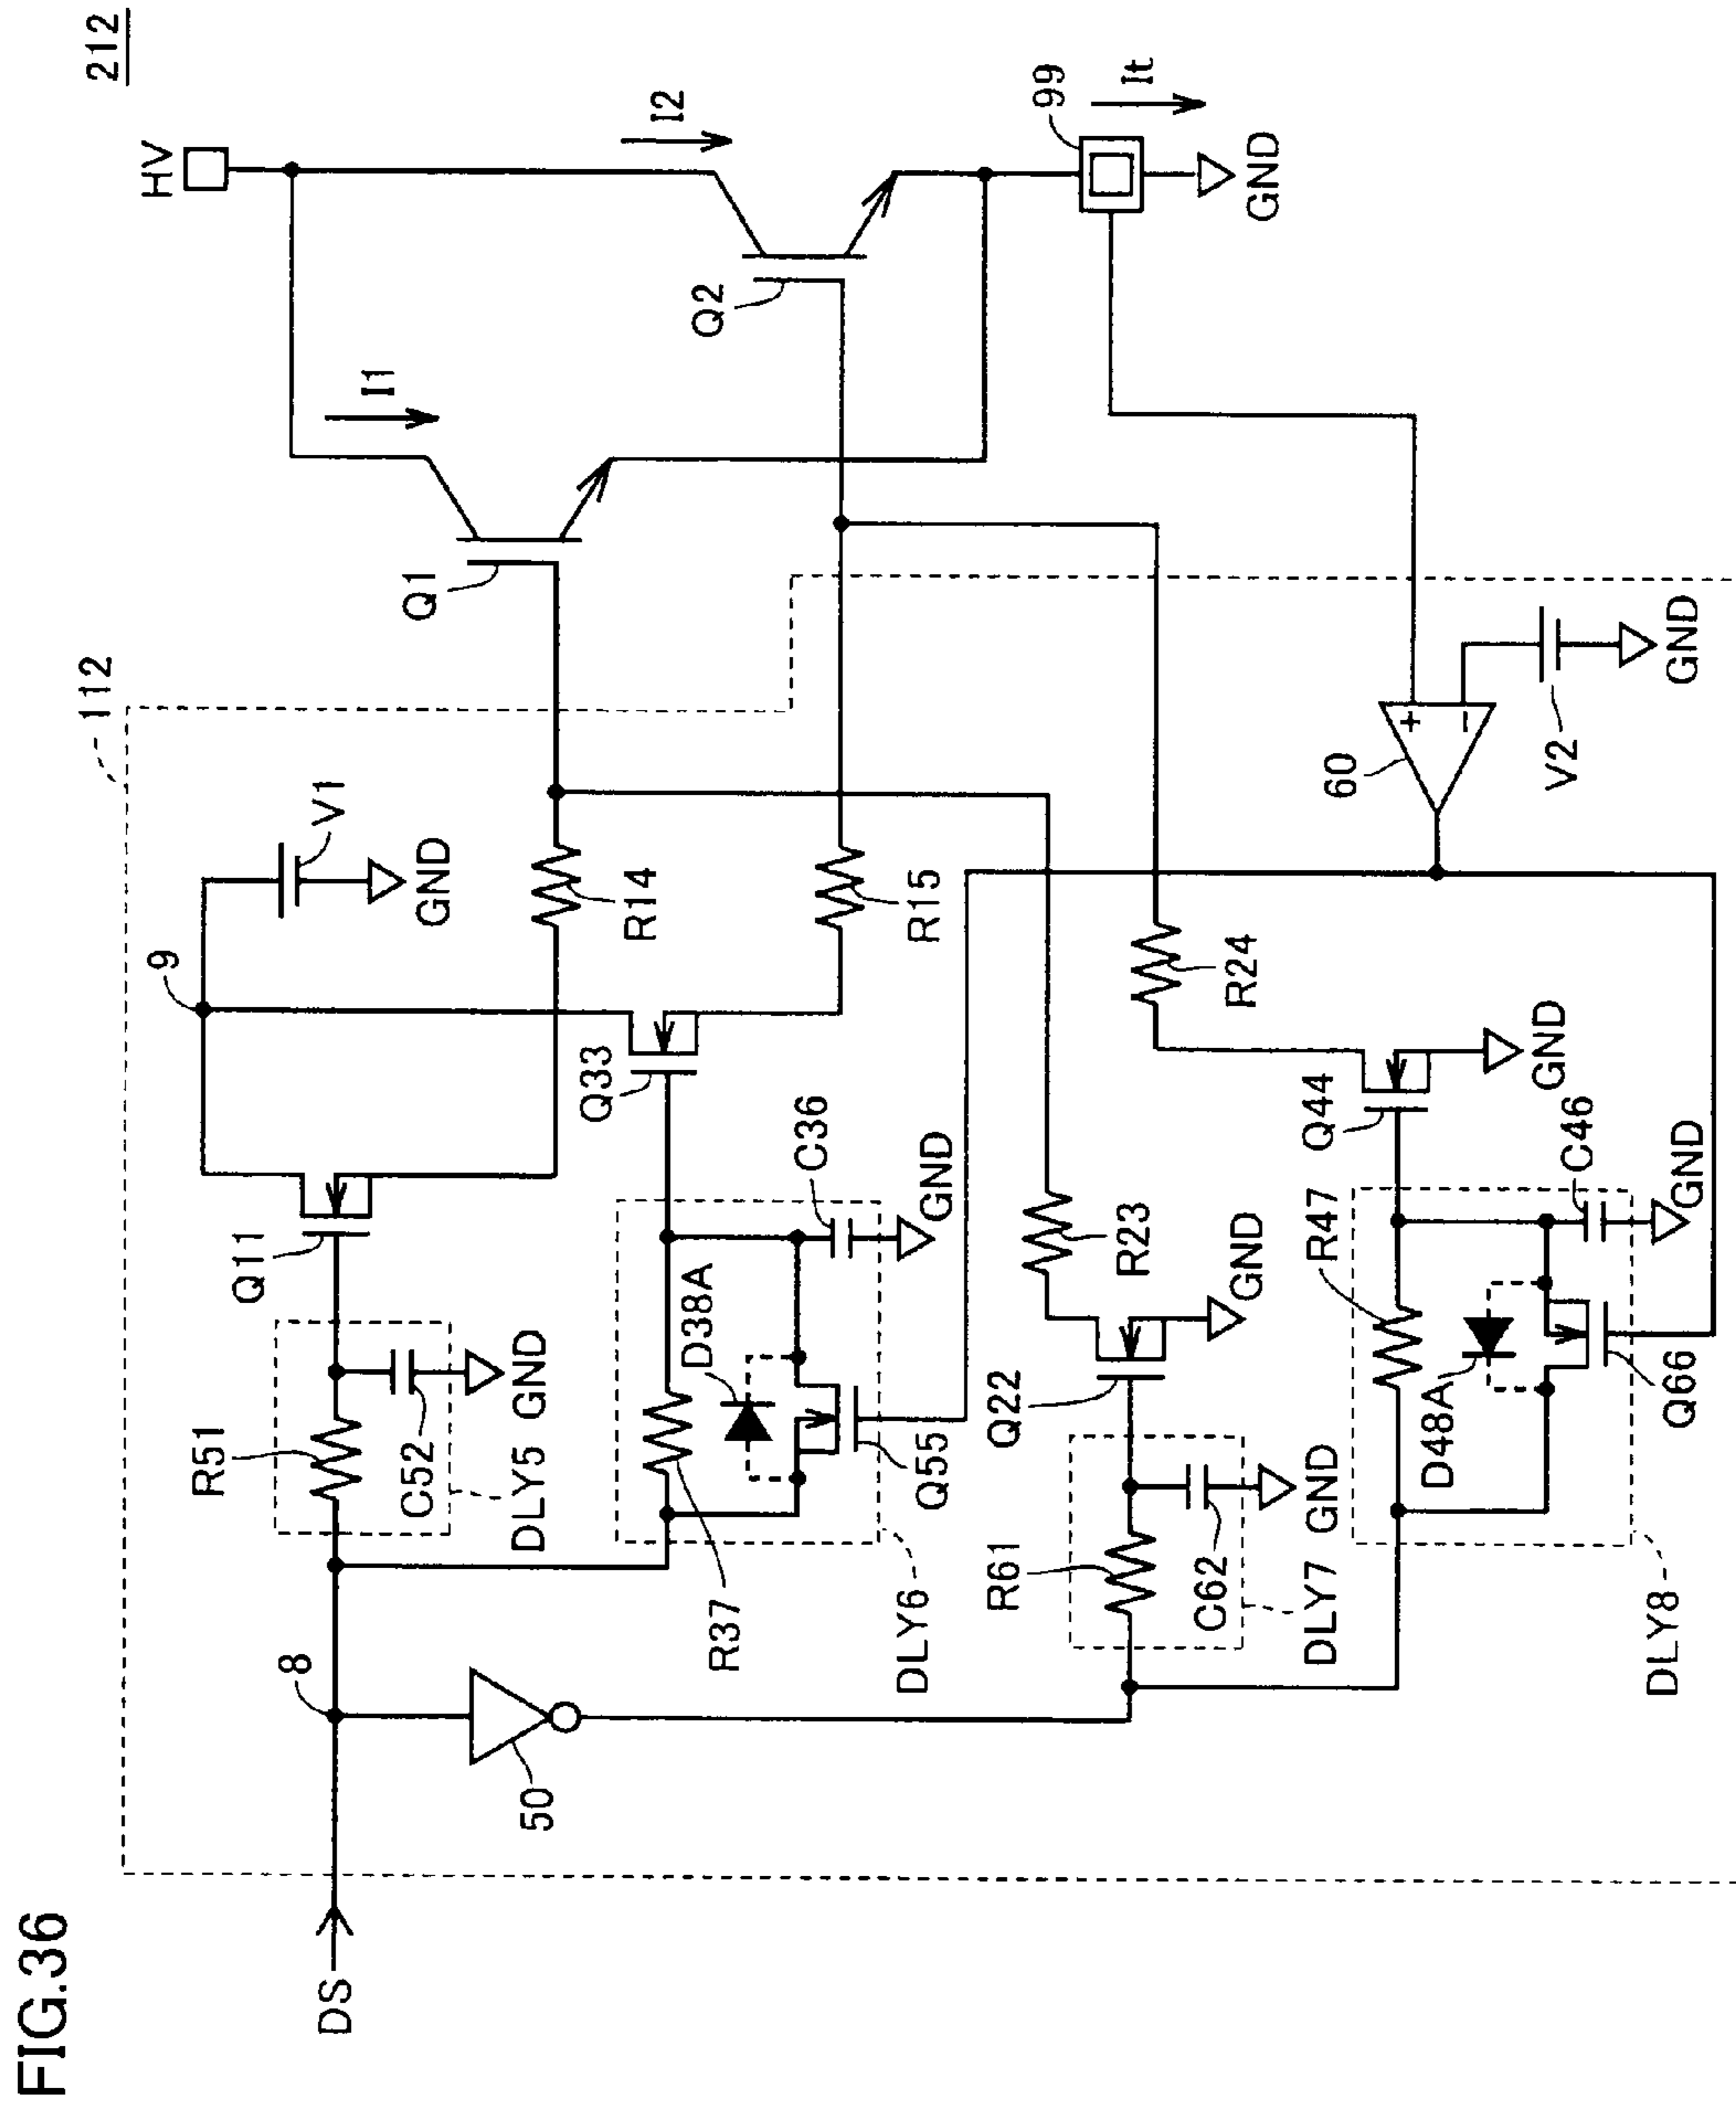 FIG.36
212
112
HV
I2
I1
99
It
GND
Q2
Q1
9
V1
GND
R14
R15
Q33
Q11
R51
C52
DLY5
GND
D38A
C36
GND
Q55
R37
DLY6
8
DS
50
60
V2
GND
R24
R23
Q44
GND
Q22
GND
R61
C62
DLY7
GND
R47
C46
GND
D48A
Q66
DLY8
+
−